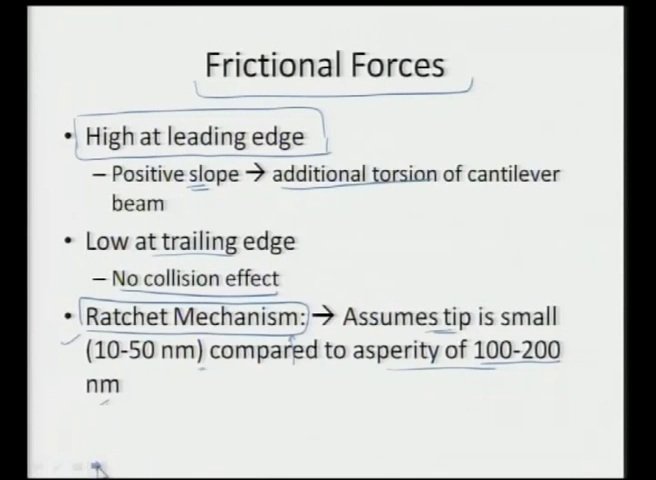 Frictional Forces
• High at leading edge
– Positive slope → additional torsion of cantilever
beam
• Low at trailing edge
– No collision effect
• Ratchet Mechanism: → Assumes tip is small
(10-50 nm) compared to asperity of 100-200
nm